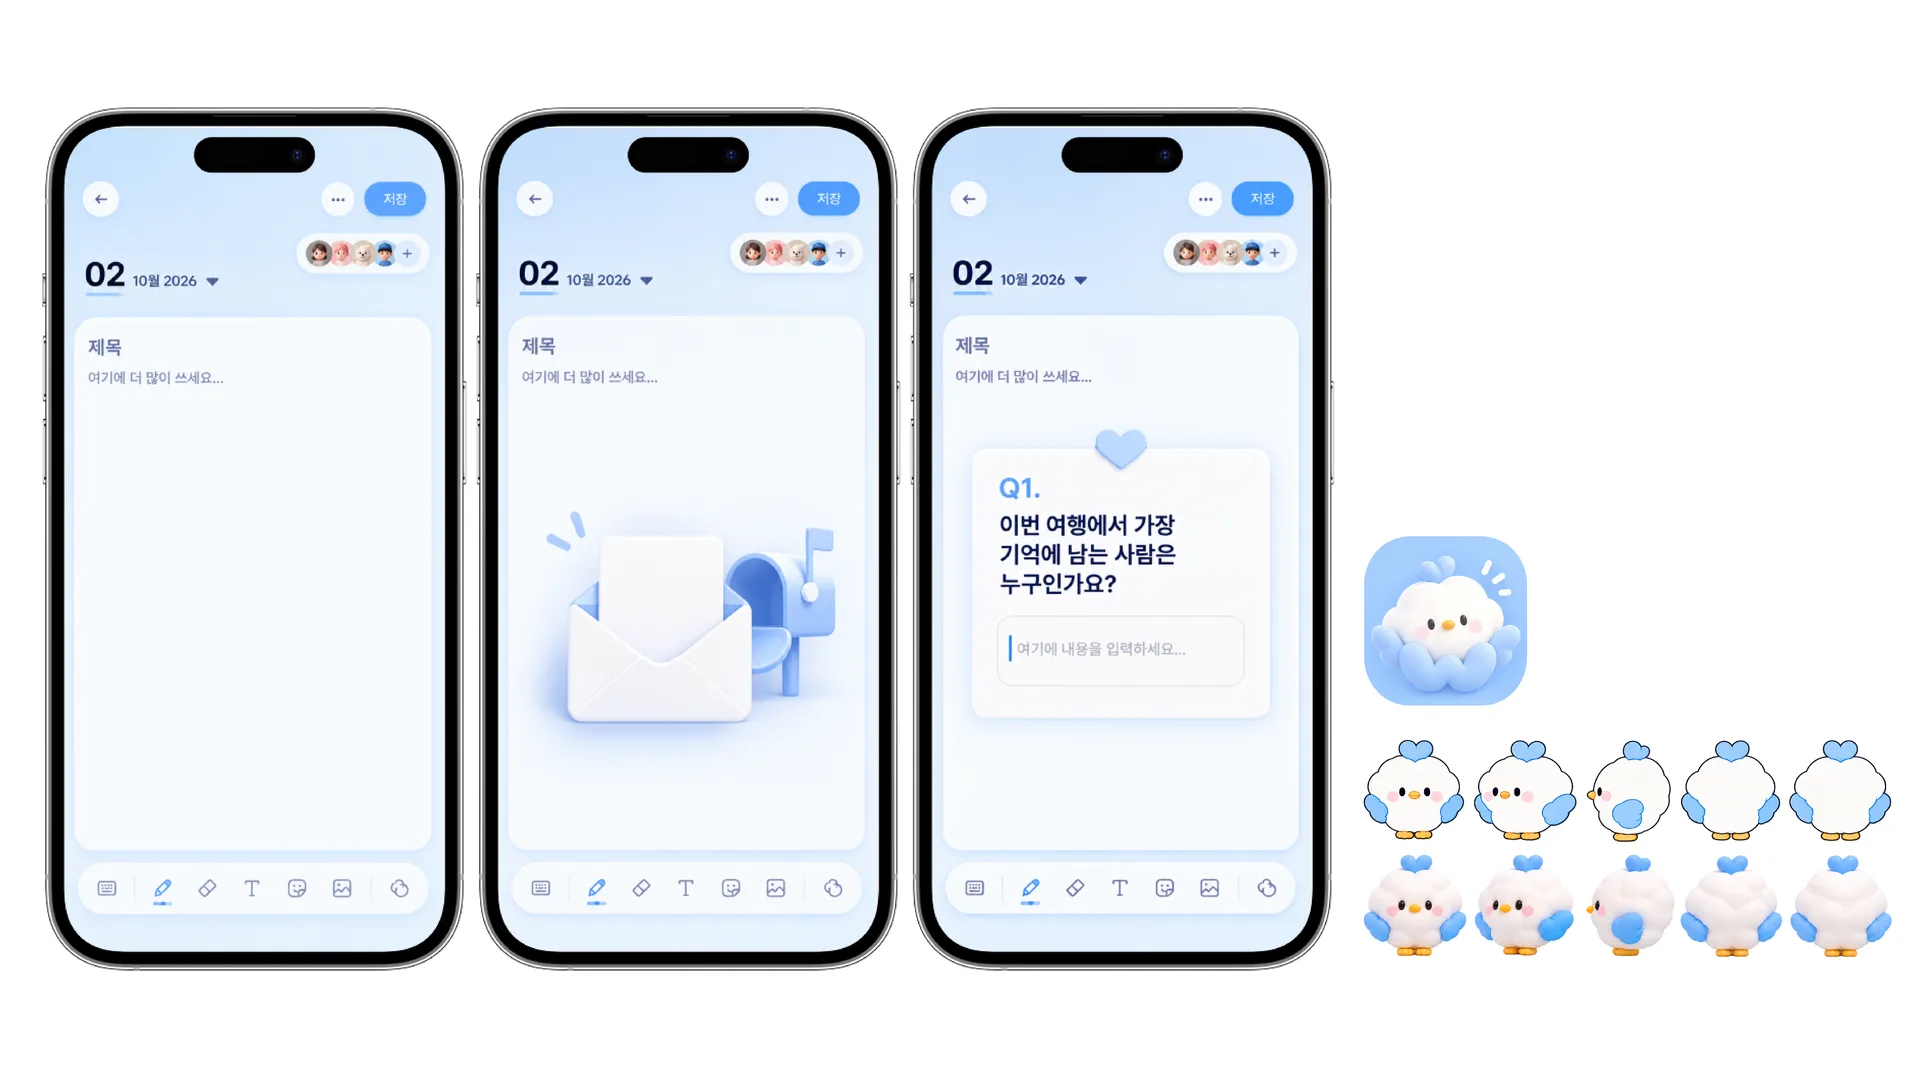 저장
02 10월 2026
제목
여기에 더 많이 쓰세요...
T
저장
02 10월 2026
제목
여기에 더 많이 쓰세요...
T
저장
02 10월 2026
제목
여기에 더 많이 쓰세요...
Q1.
이번 여행에서 가장
기억에 남는 사람은
누구인가요?
여기에 내용을 입력하세요...
T